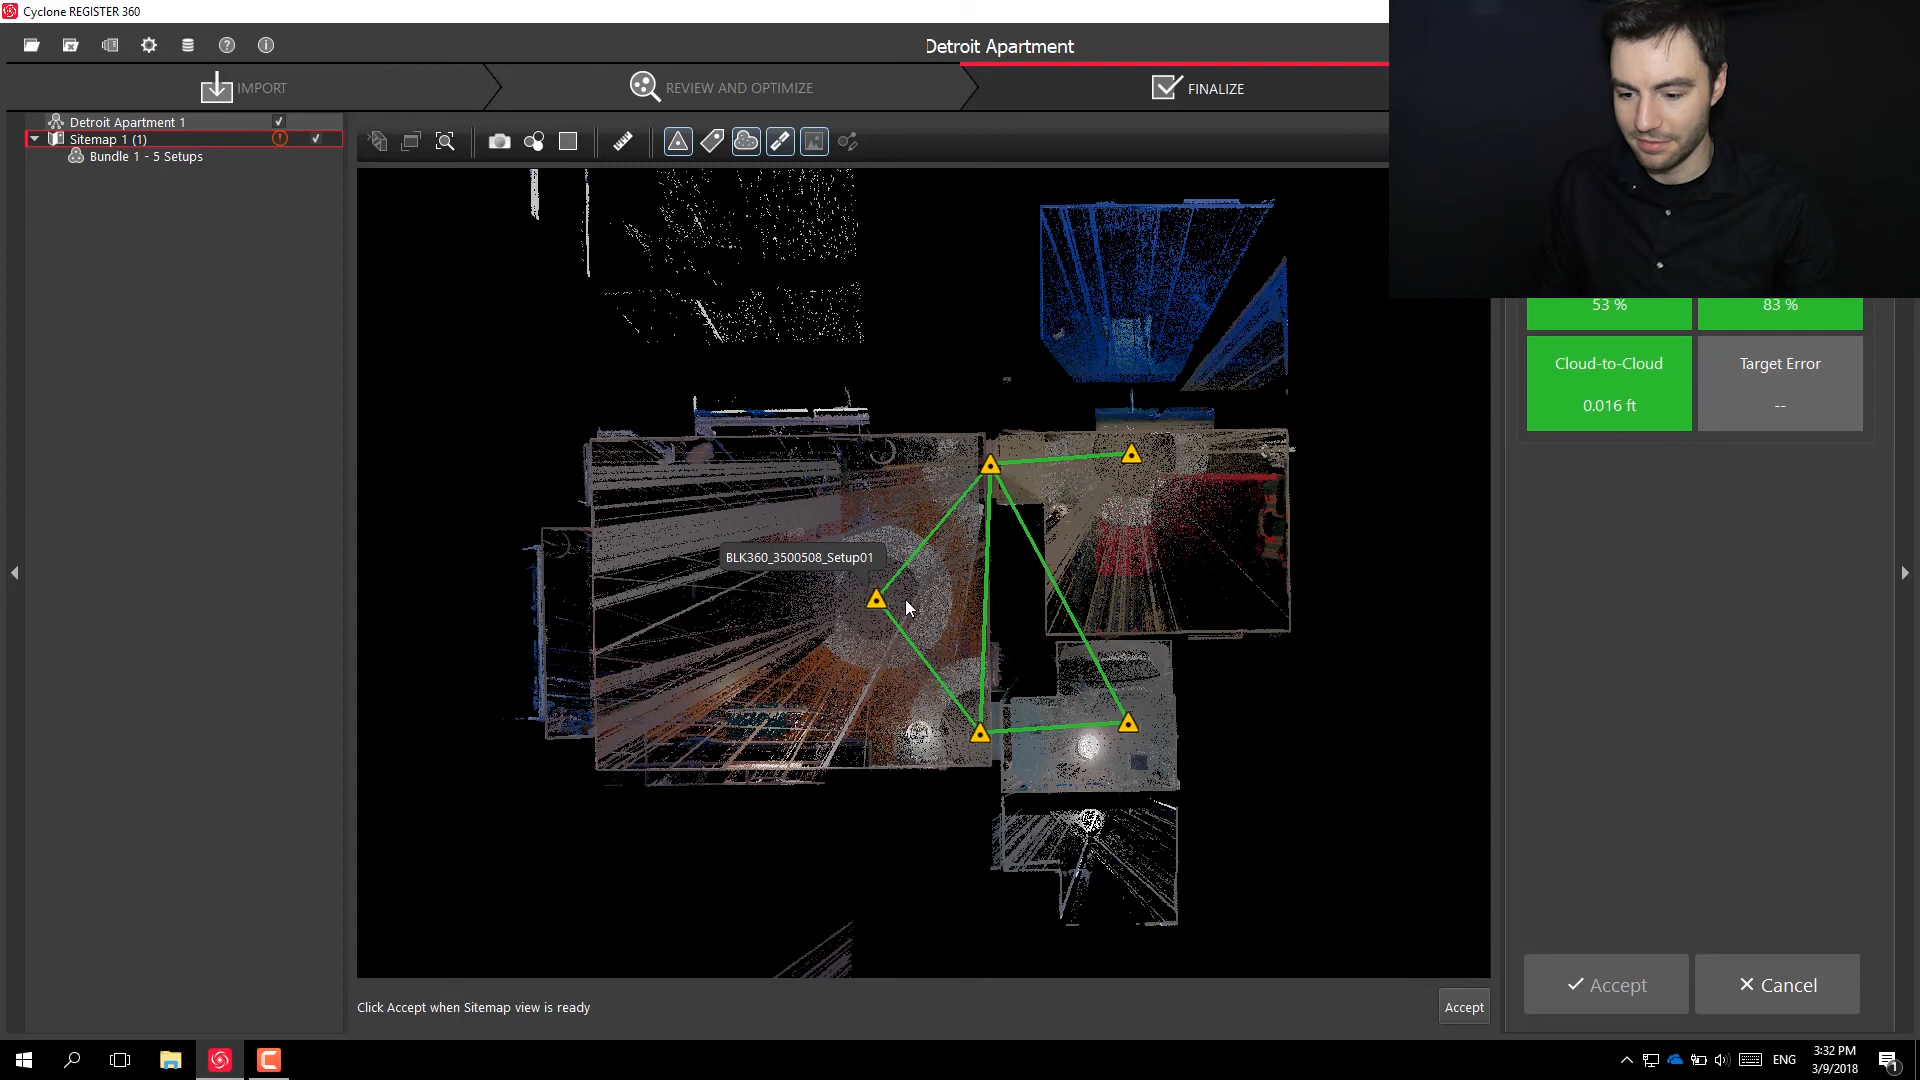 Cyclone REGISTER 360
Detroit Apartment
IMPORT
REVIEW AND OPTIMIZE
FINALIZE
Detroit Apartment 1
Sitemap 1 (1)
Bundle 1 - 5 Setups
BLK360_3500508_Setup01
53 %
83 %
Cloud-to-Cloud
0.016 ft
Target Error
--
Accept
Cancel
Click Accept when Sitemap view is ready
Accept
ENG
3:32 PM
3/9/2018
1